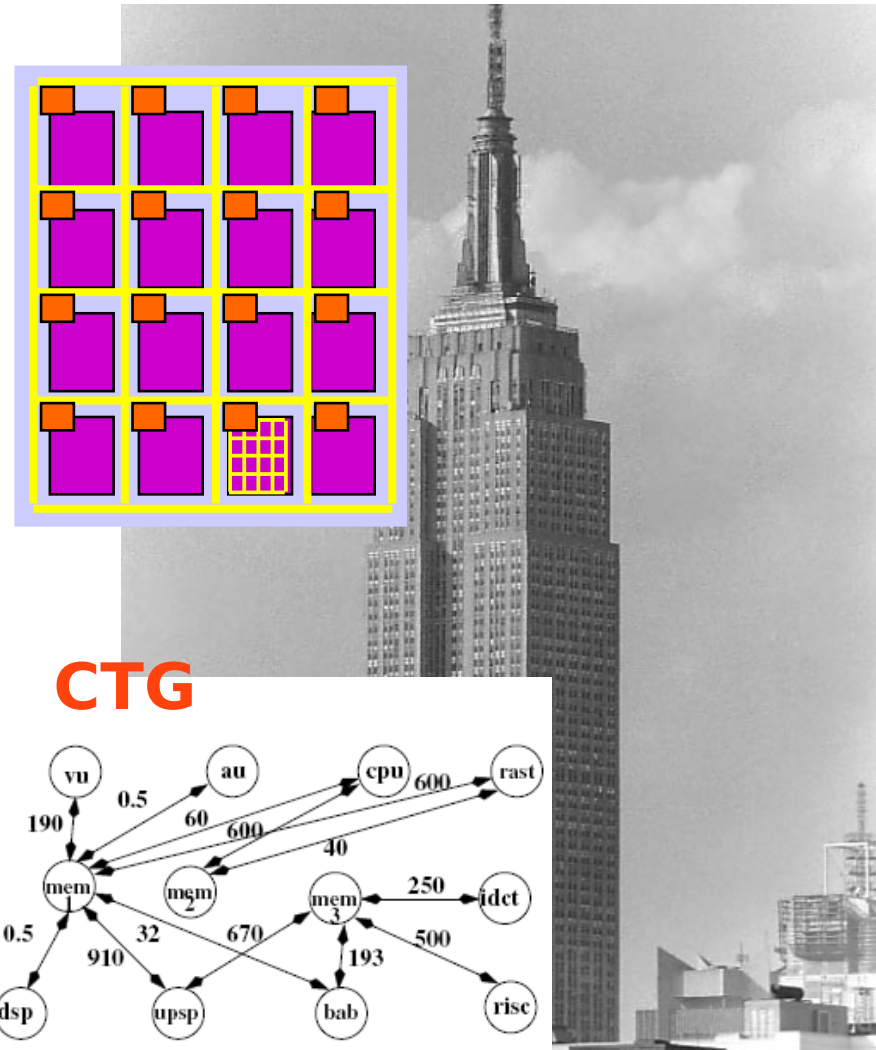 CTG
vu
au
cpu
rast
600
0.5
190
60
600
40
mem
1
mem
2
mem
3
250
idct
0.5
32
670
500
910
193
dsp
upsp
bab
risc